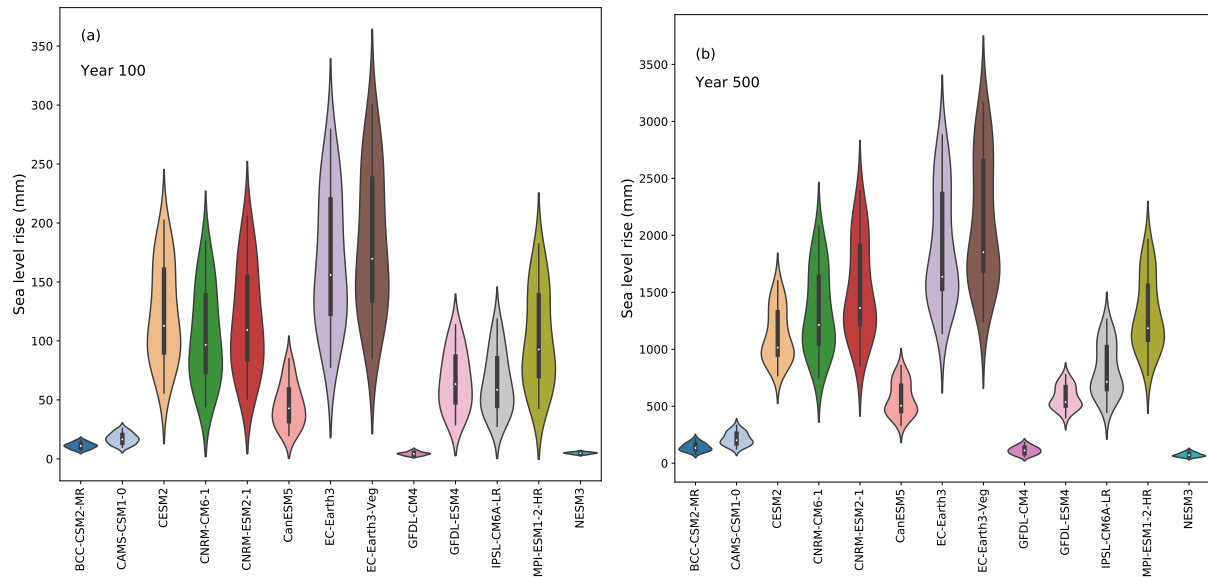 (a)
Year 100
Sea level rise (mm)
350
300
250
200
150
100
50
0
BCC-CSM2-MR
CAMS-CSM1-0
CESM2
CNRM-CM6-1
CNRM-ESM2-1
CanESM5
EC-Earth3
EC-Earth3-Veg
GFDL-CM4
GFDL-ESM4
IPSL-CM6A-LR
MPI-ESM1-2-HR
NESM3
(b)
Year 500
Sea level rise (mm)
3500
3000
2500
2000
1500
1000
500
0
BCC-CSM2-MR
CAMS-CSM1-0
CESM2
CNRM-CM6-1
CNRM-ESM2-1
CanESM5
EC-Earth3
EC-Earth3-Veg
GFDL-CM4
GFDL-ESM4
IPSL-CM6A-LR
MPI-ESM1-2-HR
NESM3